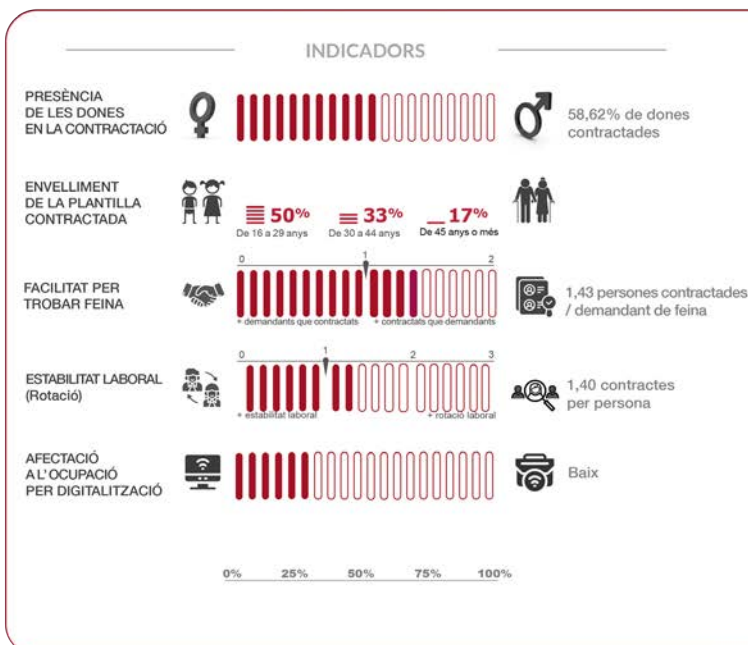 INDICADORS
PRESÈNCIA
DE LES DONES
EN LA CONTRACTACIÓ
58,62% de dones
contractades
ENVELLIMENT
DE LA PLANTILLA
CONTRACTADA
50%
De 16 a 29 anys
33%
De 30 a 44 anys
17%
De 45 anys o més
FACILITAT PER
TROBAR FEINA
0 1 2
+ demandants que contractats + contractats que demandants
1,43 persones contractades
/ demandant de feina
ESTABILITAT LABORAL
(Rotació)
0 1 2 3
+ estabilitat laboral + rotació laboral
1,40 contractes
per persona
AFECTACIÓ
A L'OCUPACIÓ
PER DIGITALITZACIÓ
Baix
0% 25% 50% 75% 100%